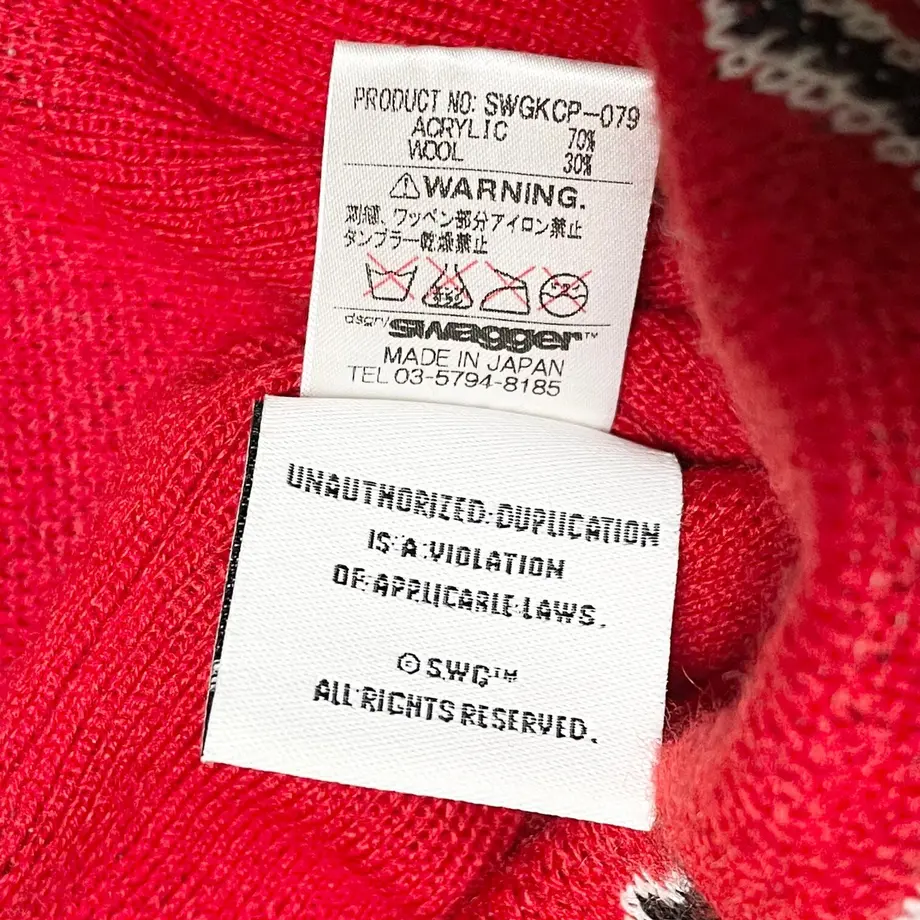 PRODUCT NO: SWGKCP-079
ACRYLIC 70%
WOOL 30%
⚠WARNING.
刺繍、ワッペン部分アイロン禁止
タンブラー乾燥禁止
dsqry swagger™
MADE IN JAPAN
TEL 03-5794-8185
UNAUTHORIZED:DUPLICATION
IS A VIOLATION
OF APPLICABLE LAWS.
© S.W.G™
ALL RIGHTS RESERVED.